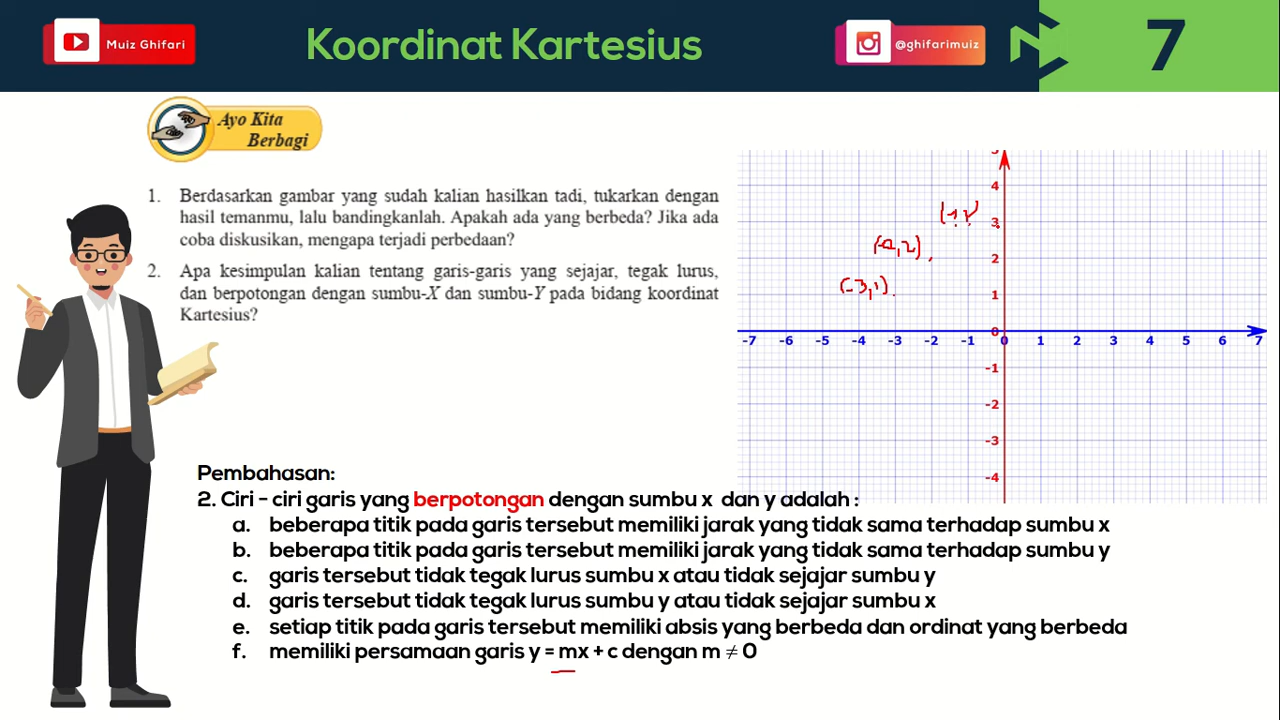 Muiz Ghifari
Koordinat Kartesius
@ghifarimuiz
7
Ayo Kita
Berbagi
1. Berdasarkan gambar yang sudah kalian hasilkan tadi, tukarkan dengan
hasil temanmu, lalu bandingkanlah. Apakah ada yang berbeda? Jika ada
coba diskusikan, mengapa terjadi perbedaan?
2. Apa kesimpulan kalian tentang garis-garis yang sejajar, tegak lurus,
dan berpotongan dengan sumbu-X dan sumbu-Y pada bidang koordinat
Kartesius?
5
4
3
(-2,2)
2
(-3,1)
1
0
-7 -6 -5 -4 -3 -2 -1 0 1 2 3 4 5 6 7
-1
-2
-3
-4
Pembahasan:
2. Ciri - ciri garis yang berpotongan dengan sumbu x dan y adalah :
a. beberapa titik pada garis tersebut memiliki jarak yang tidak sama terhadap sumbu x
b. beberapa titik pada garis tersebut memiliki jarak yang tidak sama terhadap sumbu y
c. garis tersebut tidak tegak lurus sumbu x atau tidak sejajar sumbu y
d. garis tersebut tidak tegak lurus sumbu y atau tidak sejajar sumbu x
e. setiap titik pada garis tersebut memiliki absis yang berbeda dan ordinat yang berbeda
f. memiliki persamaan garis y = mx + c dengan m ≠ 0